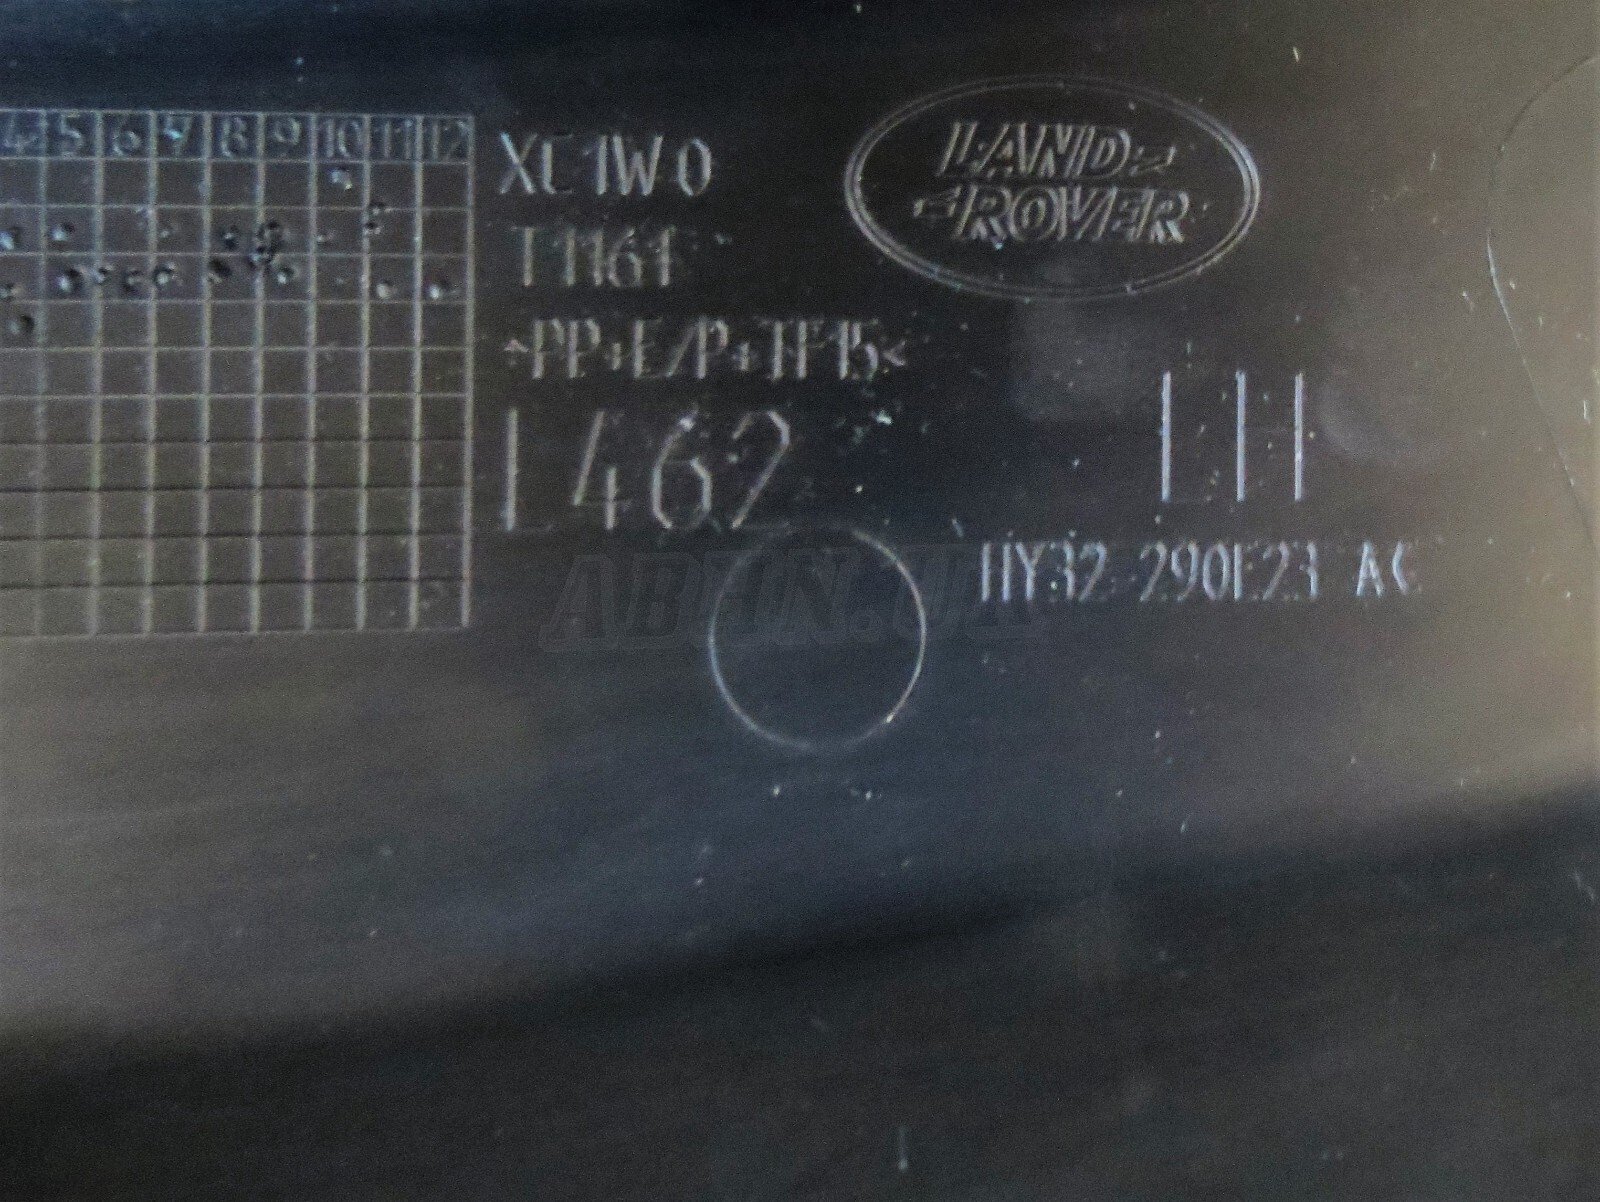 4 5 6 7 8 9 10 11 12
XC1W0
T1161
>PP+E/P+TF15<
L462
LAND
ROVER
LH
HY32-290E23-AC